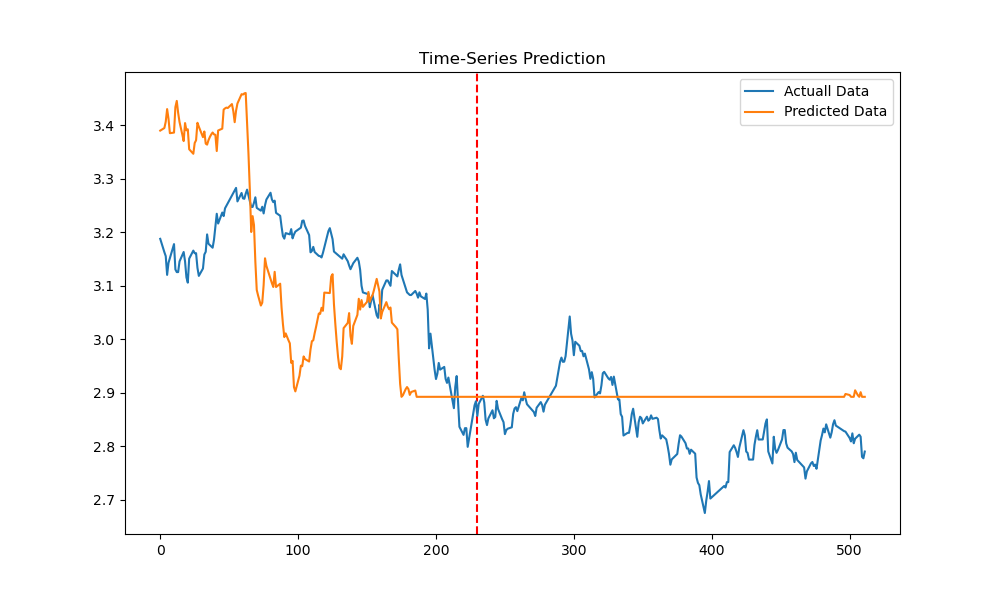 Time-Series Prediction
Actuall Data
Predicted Data
3.4
3.3
3.2
3.1
3.0
2.9
2.8
2.7
0 100 200 300 400 500